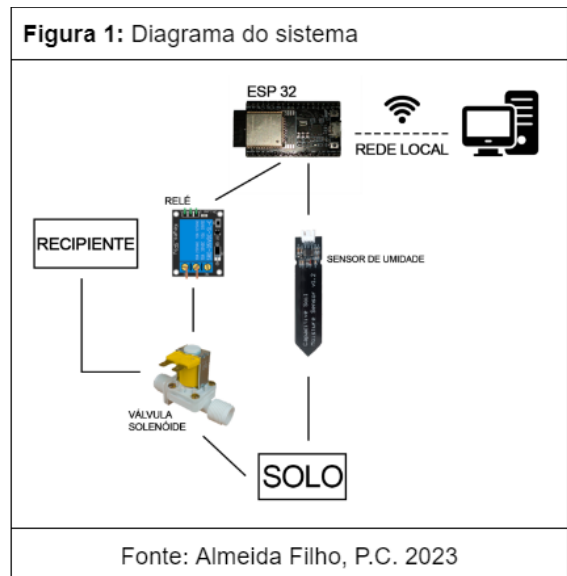 Figura 1: Diagrama do sistema
ESP 32
REDE LOCAL
RELÉ
RECIPIENTE
SENSOR DE UMIDADE
VÁLVULA
SOLENÓIDE
SOLO
Fonte: Almeida Filho, P.C. 2023